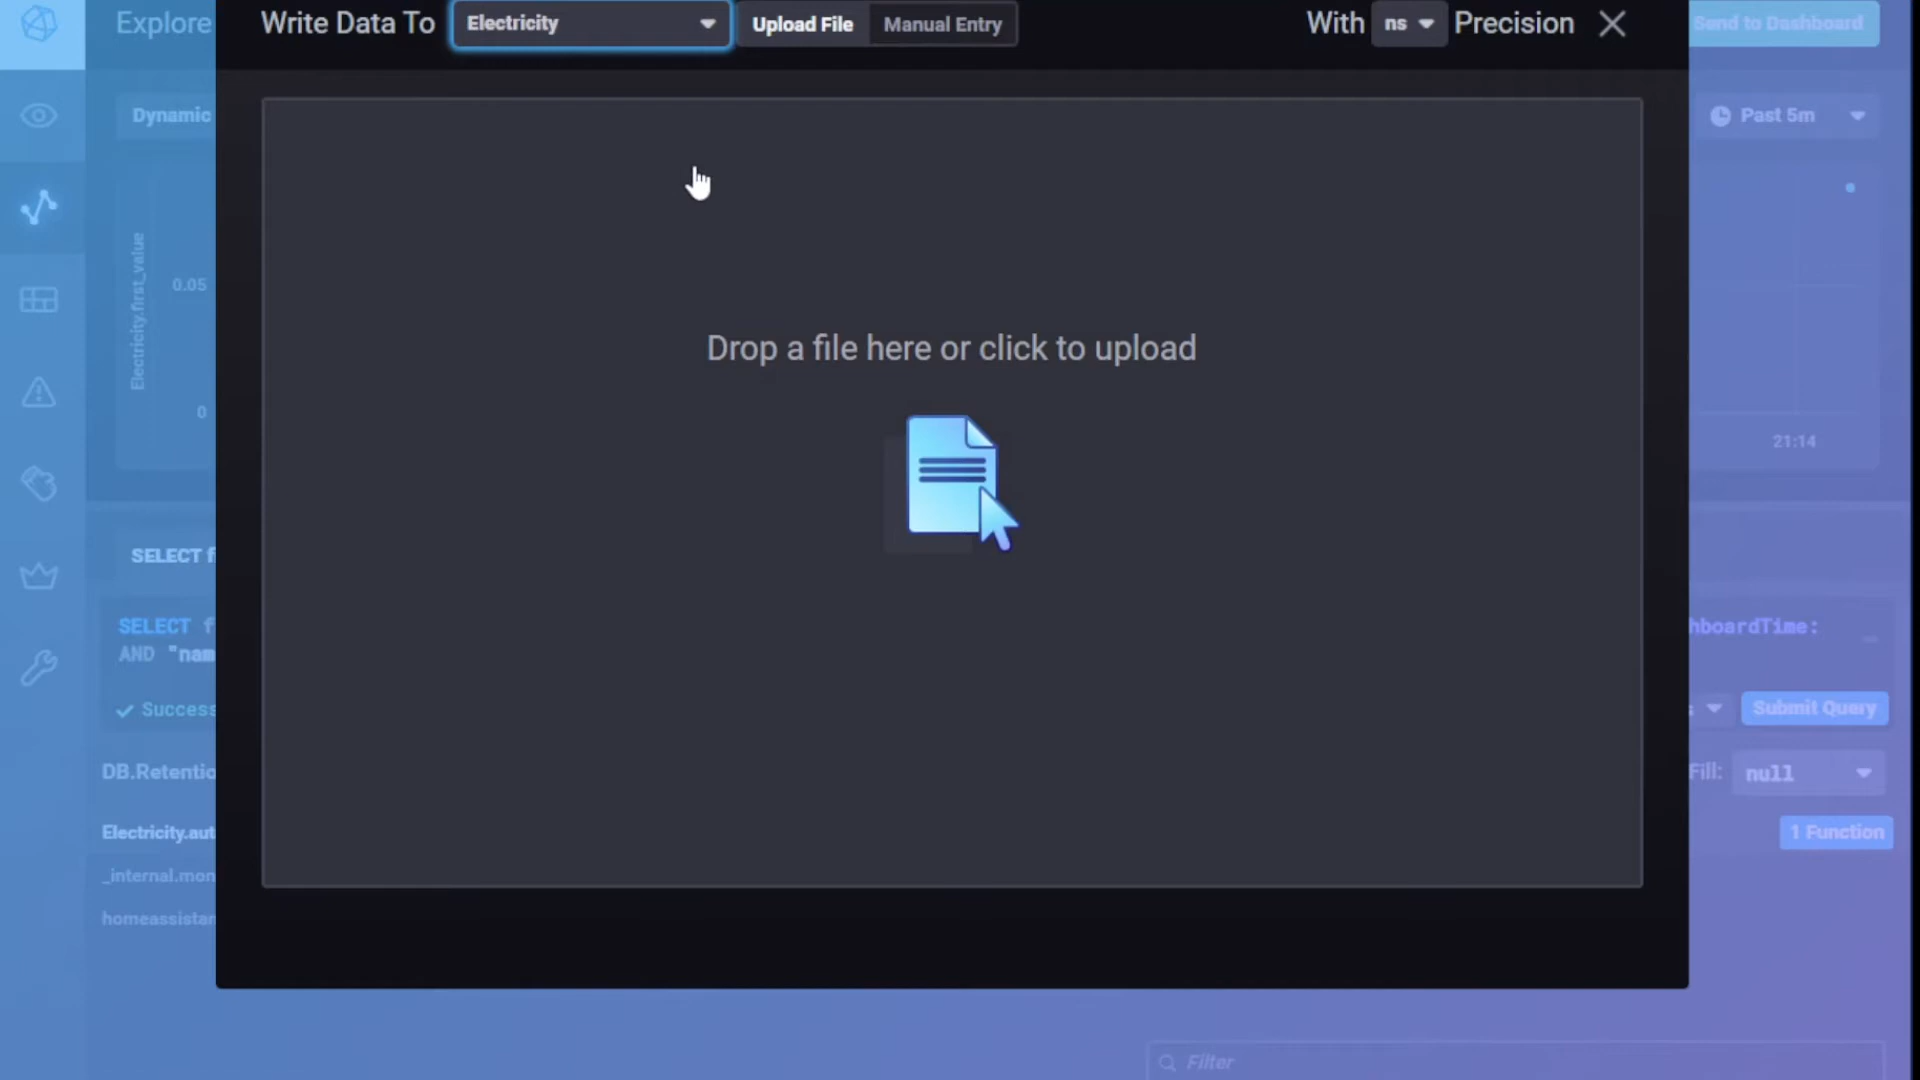 Explore
Write Data To
Electricity
Upload File
Manual Entry
With
ns
Precision
Send to Dashboard
Dynamic
Past 5m
Electricity.first_value
0.05
0
21:14
Drop a file here or click to upload
SELECT f
SELECT f
hboardTime:
AND "nam
Success
Submit Query
DB.Retentio
Fill:
null
Electricity.aut
1 Function
_internal.mon
homeassistan
Filter